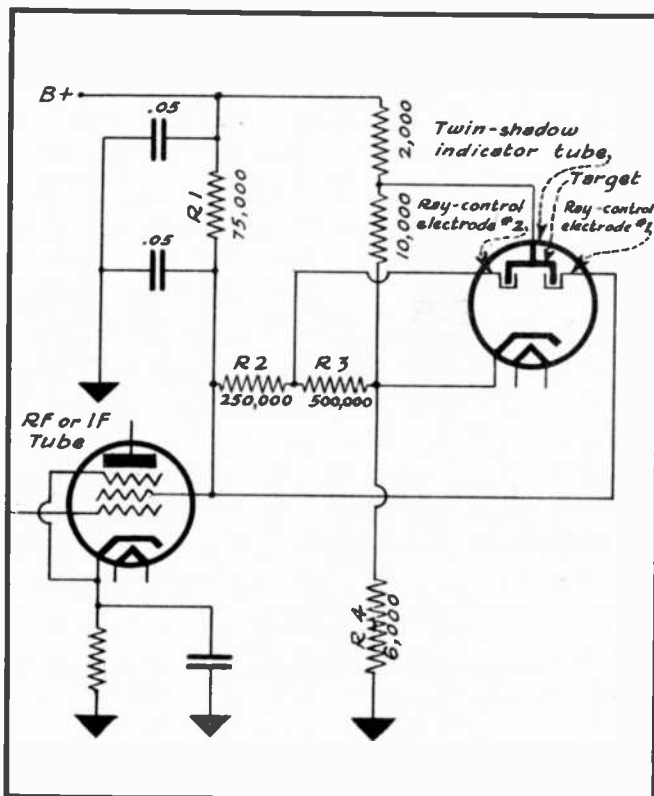 B+
.05
R1
75,000
.05
2,000
10,000
Twin-shadow
indicator tube,
Target
Ray-control
electrode #2
Ray-control
electrode #1
R2
250,000
R3
500,000
RF or IF
Tube
R4
6,000